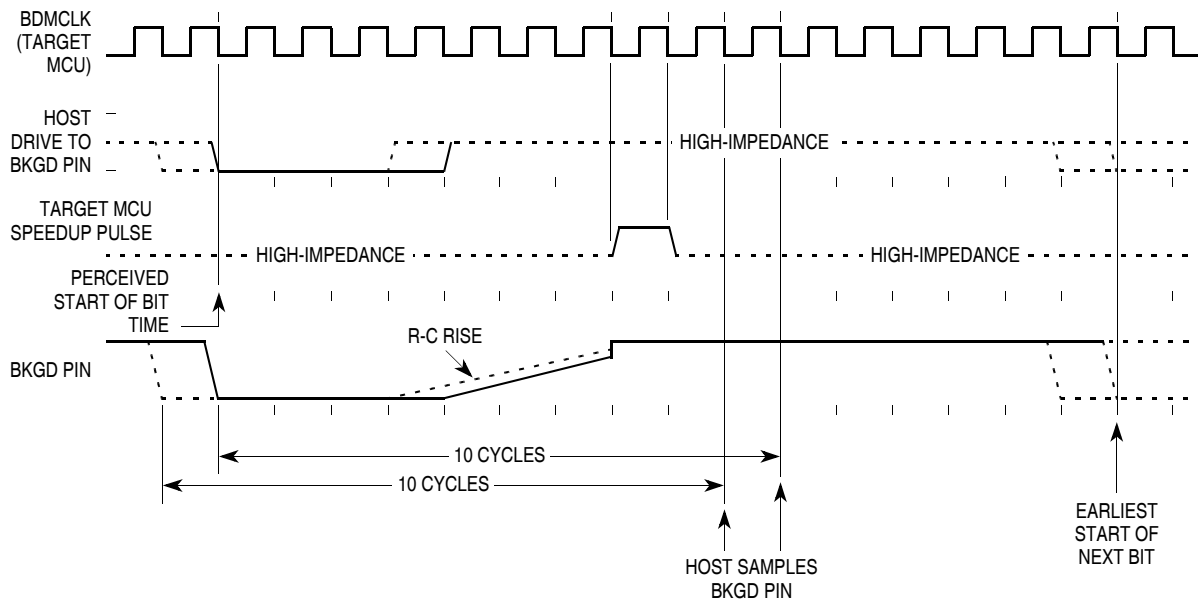 BDMCLK
(TARGET
MCU)
HOST
DRIVE TO
BKGD PIN
HIGH-IMPEDANCE
TARGET MCU
SPEEDUP PULSE
HIGH-IMPEDANCE
HIGH-IMPEDANCE
PERCEIVED
START OF BIT
TIME
R-C RISE
BKGD PIN
10 CYCLES
10 CYCLES
HOST SAMPLES
BKGD PIN
EARLIEST
START OF
NEXT BIT